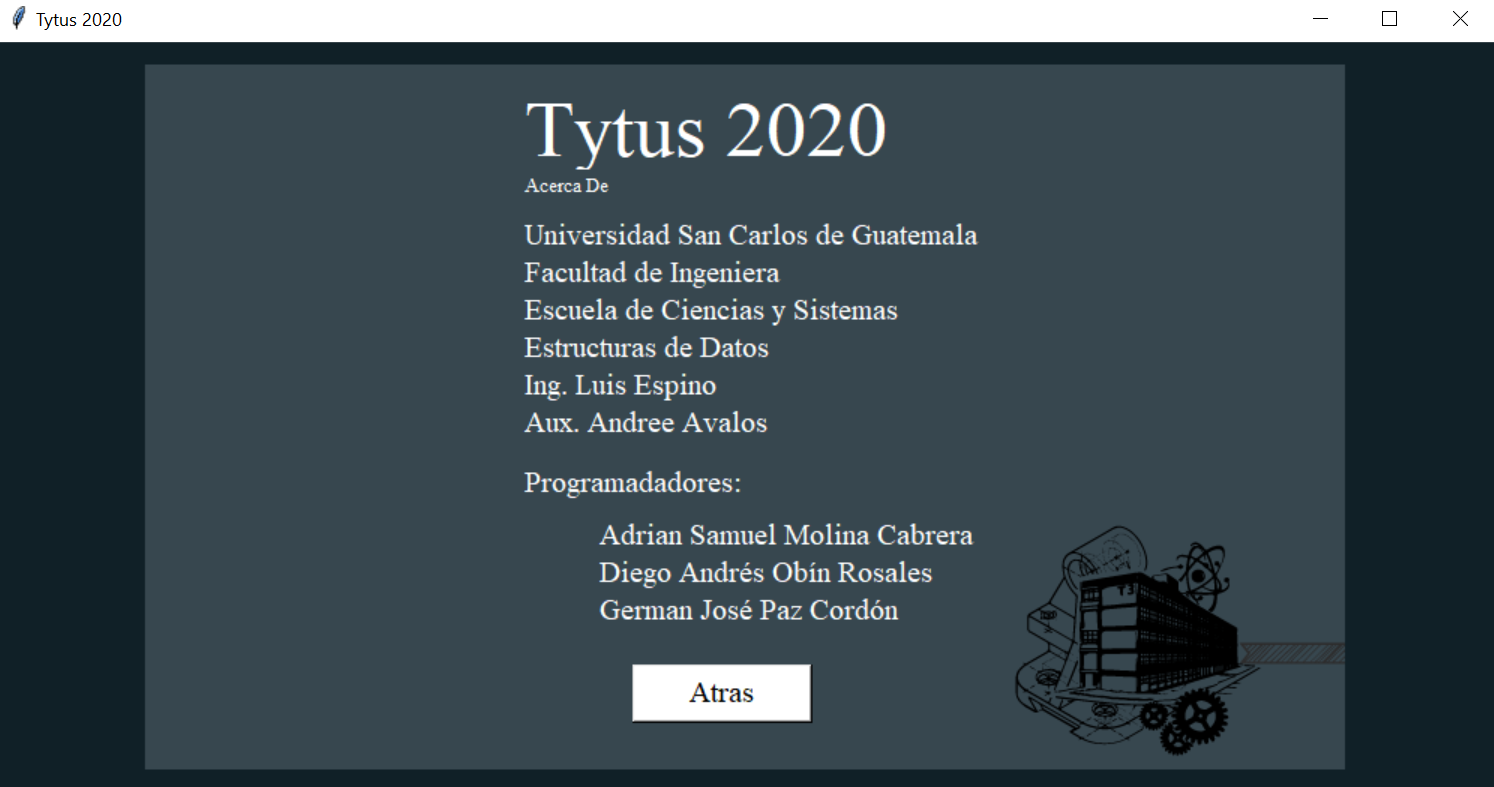 Tytus 2020
Tytus 2020
Acerca De
Universidad San Carlos de Guatemala
Facultad de Ingeniera
Escuela de Ciencias y Sistemas
Estructuras de Datos
Ing. Luis Espino
Aux. Andree Avalos
Programadadores:
Adrian Samuel Molina Cabrera
Diego Andrés Obín Rosales
German José Paz Cordón
T3
Atras